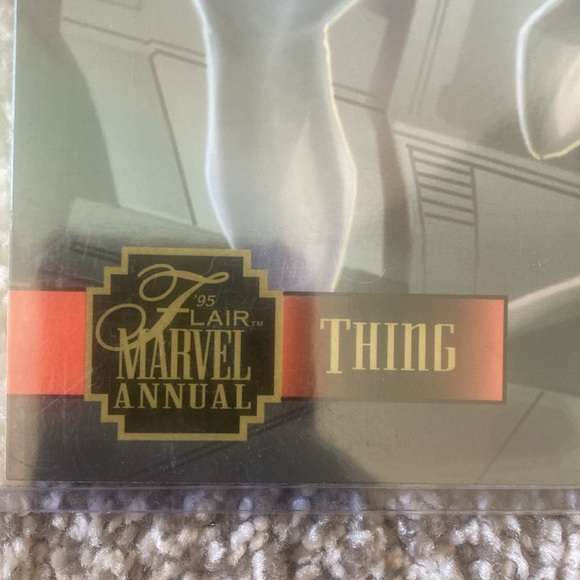 '95
FLAIR™
MARVEL
ANNUAL
THING